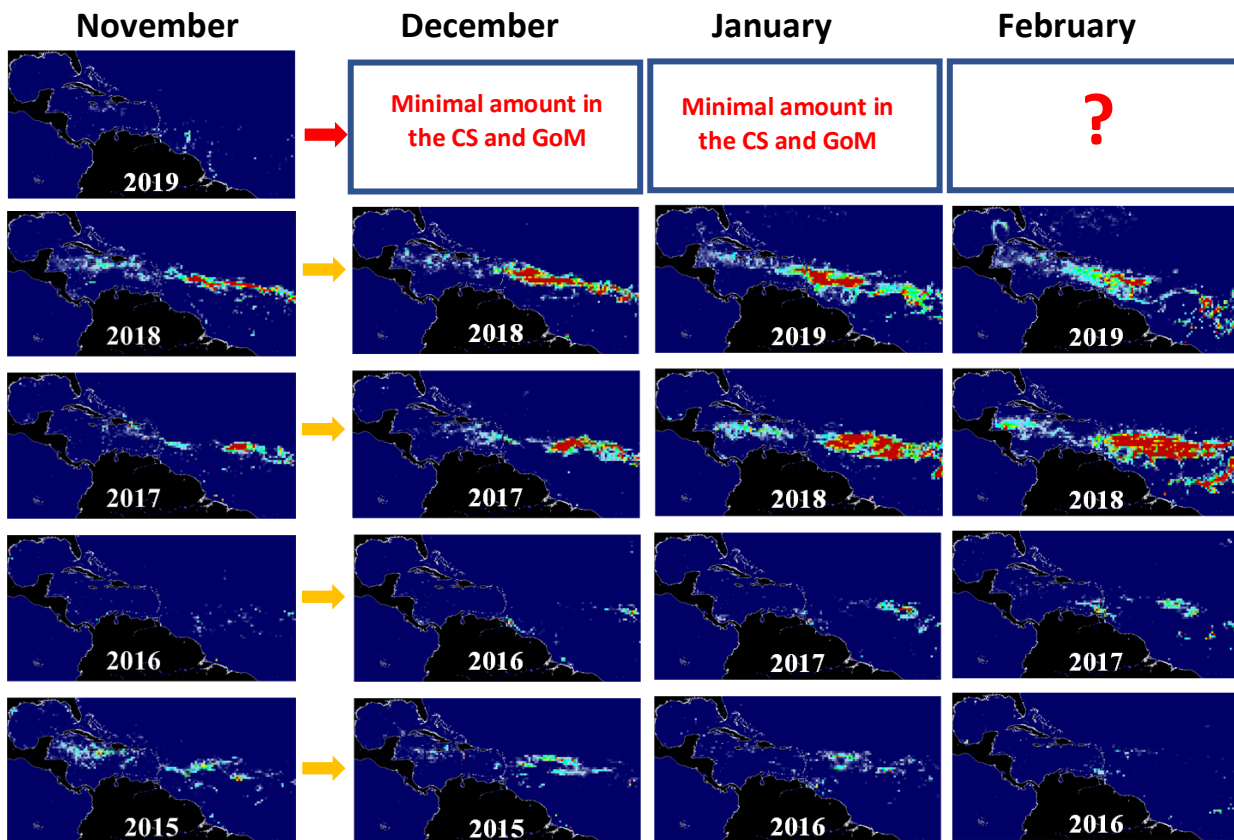 November December January February
Minimal amount in
the CS and GoM
Minimal amount in
the CS and GoM
?
2019
2018 2018 2019 2019
2017 2017 2018 2018
2016 2016 2017 2017
2015 2015 2016 2016